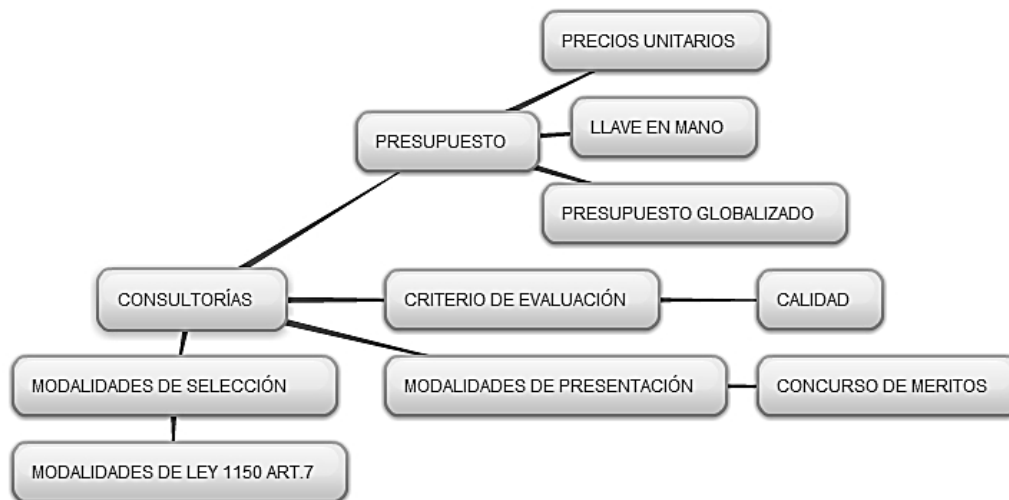 PRECIOS UNITARIOS
LLAVE EN MANO
PRESUPUESTO
PRESUPUESTO GLOBALIZADO
CONSULTORÍAS
CRITERIO DE EVALUACIÓN
CALIDAD
MODALIDADES DE SELECCIÓN
MODALIDADES DE PRESENTACIÓN
CONCURSO DE MERITOS
MODALIDADES DE LEY 1150 ART.7